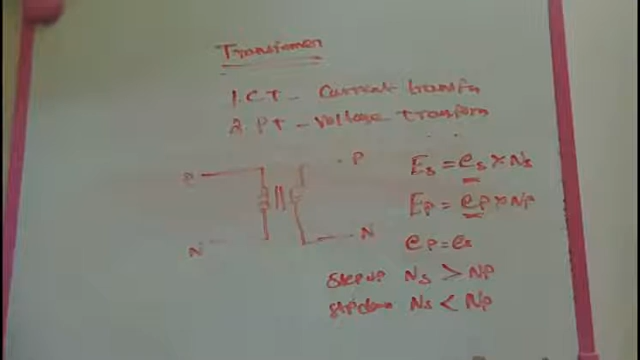 Transformer
1. CT - Current transfo
2. PT - Voltage transform
P P
N N
Es = es x Ns
Ep = ep x Np
ep = es
Step up Ns > Np
step down Ns < Np